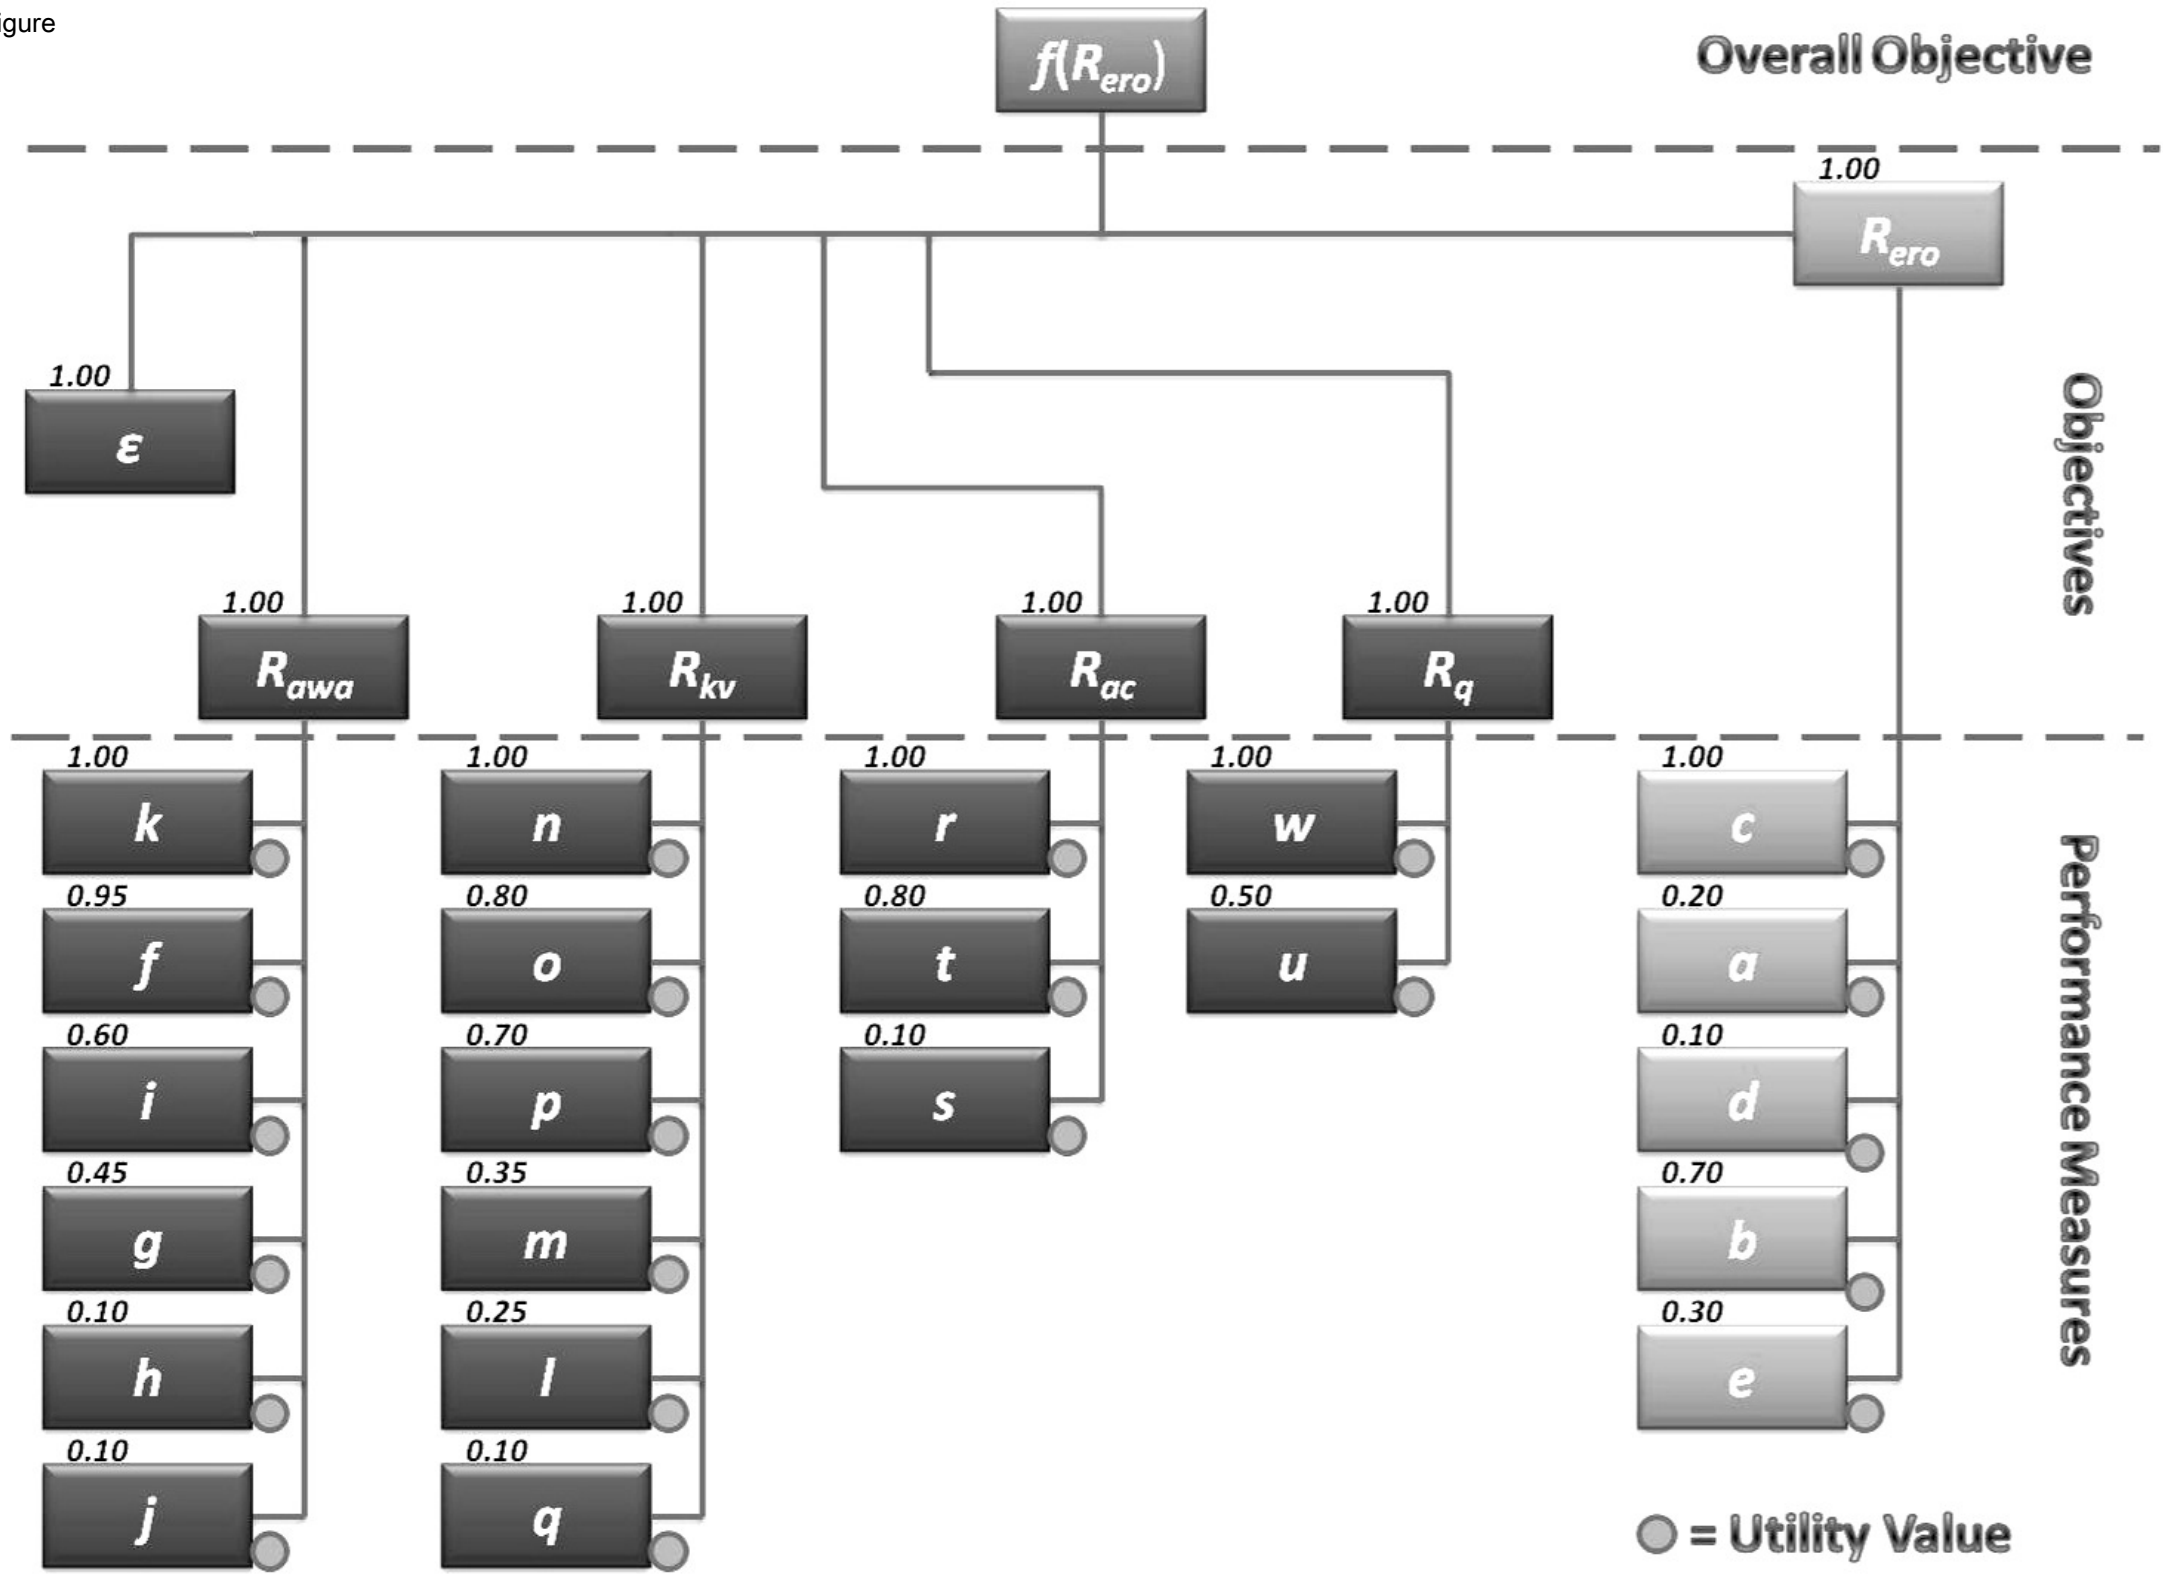 igure
f(Rero)
Overall Objective
1.00
Rero
1.00
ε
Objectives
1.00
Rawa
1.00
Rkv
1.00
Rac
1.00
Rq
1.00
k
0.95
f
0.60
i
0.45
g
0.10
h
0.10
j
1.00
n
0.80
o
0.70
p
0.35
m
0.25
l
0.10
q
1.00
r
0.80
t
0.10
s
1.00
w
0.50
u
1.00
c
0.20
a
0.10
d
0.70
b
0.30
e
Performance Measures
= Utility Value